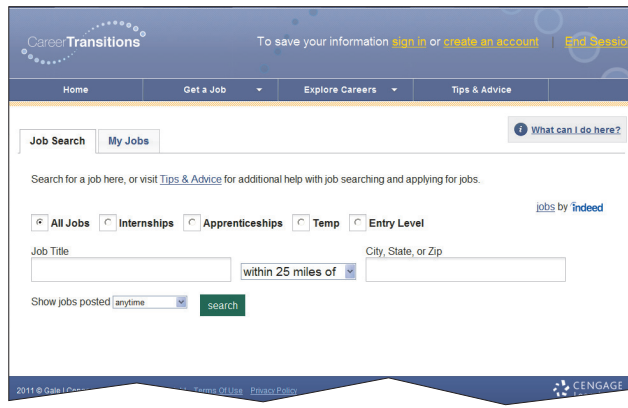 CareerTransitions
To save your information sign in or create an account | End Sessio
Home Get a Job Explore Careers Tips & Advice
What can I do here?
Job Search My Jobs
Search for a job here, or visit Tips & Advice for additional help with job searching and applying for jobs.
jobs by indeed
All Jobs Internships Apprenticeships Temp Entry Level
Job Title City, State, or Zip
within 25 miles of
Show jobs posted anytime search
2011 © Gale Terms Of Use Privacy Policy CENGAGE